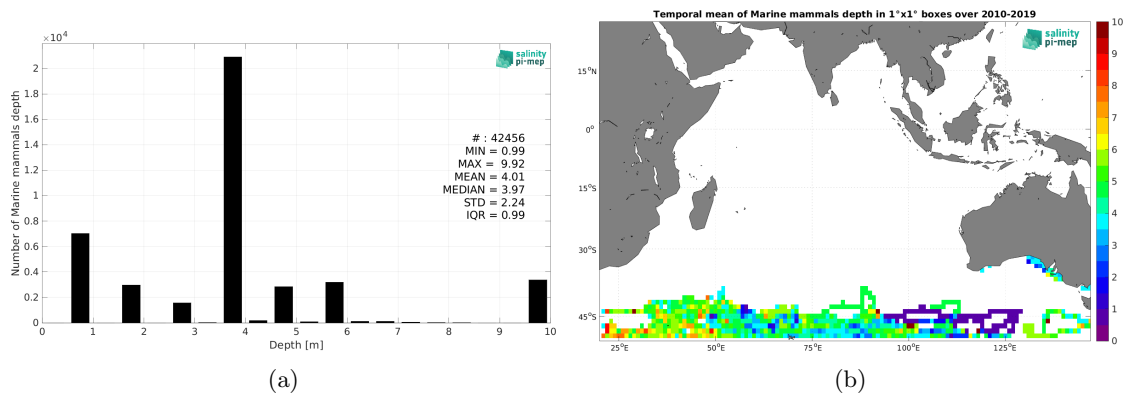 ×10⁴
2
1.8
1.6
1.4
1.2
1
0.8
0.6
0.4
0.2
0
Number of Marine mammals depth
salinity
pi-mep
# : 42456
MIN = 0.99
MAX = 9.92
MEAN = 4.01
MEDIAN = 3.97
STD = 2.24
IQR = 0.99
0 1 2 3 4 5 6 7 8 9 10
Depth [m]
(a)
Temporal mean of Marine mammals depth in 1°x1° boxes over 2010-2019
salinity
pi-mep
15°N
0°
15°S
30°S
45°S
25°E 50°E 75°E 100°E 125°E
10
9
8
7
6
5
4
3
2
1
0
(b)